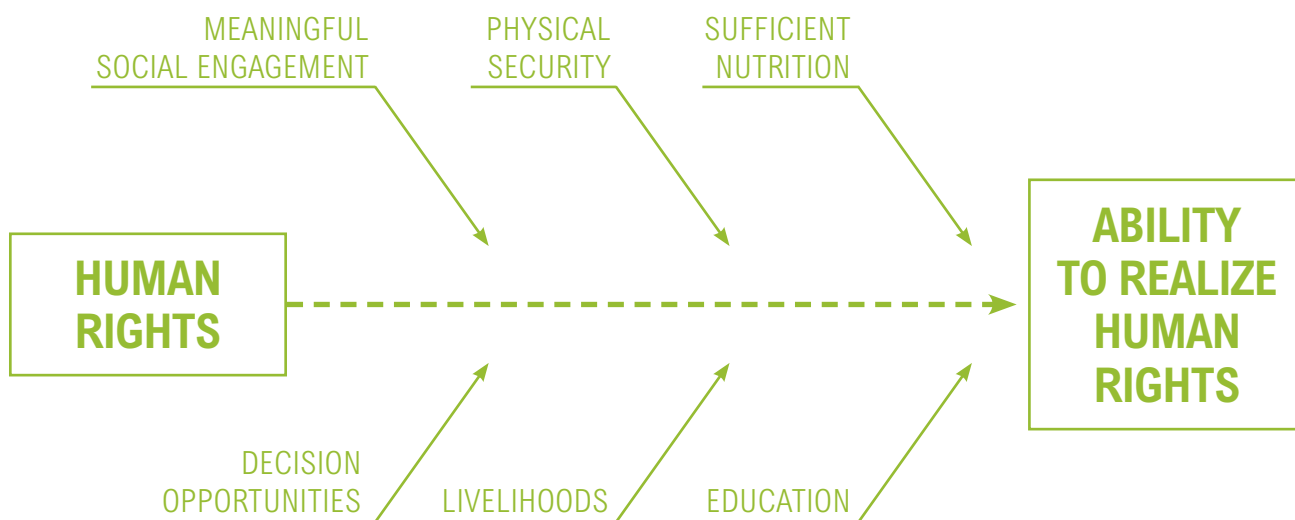 MEANINGFUL
SOCIAL ENGAGEMENT
PHYSICAL
SECURITY
SUFFICIENT
NUTRITION
HUMAN
RIGHTS
ABILITY
TO REALIZE
HUMAN
RIGHTS
DECISION
OPPORTUNITIES
LIVELIHOODS
EDUCATION